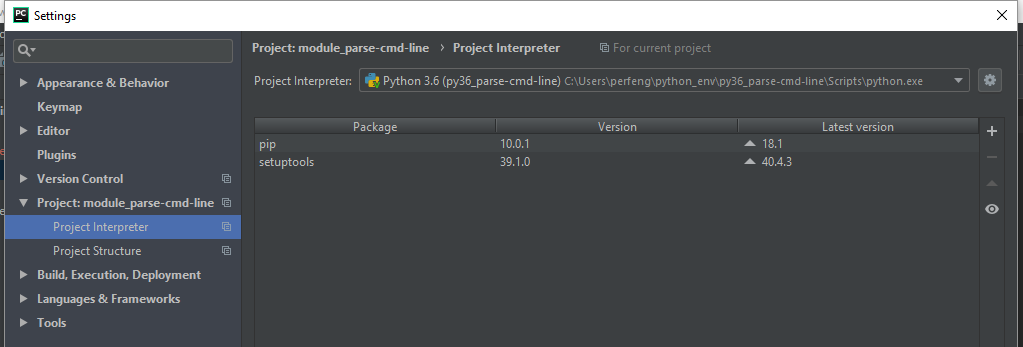 PC
Settings
Project: module_parse-cmd-line › Project Interpreter For current project
Project Interpreter: Python 3.6 (py36_parse-cmd-line) C:\Users\perfeng\python_env\py36_parse-cmd-line\Scripts\python.exe
Appearance & Behavior
Keymap
Editor
Plugins
Version Control
Project: module_parse-cmd-line
Project Interpreter
Project Structure
Build, Execution, Deployment
Languages & Frameworks
Tools
Package Version Latest version
pip 10.0.1 18.1
setuptools 39.1.0 40.4.3